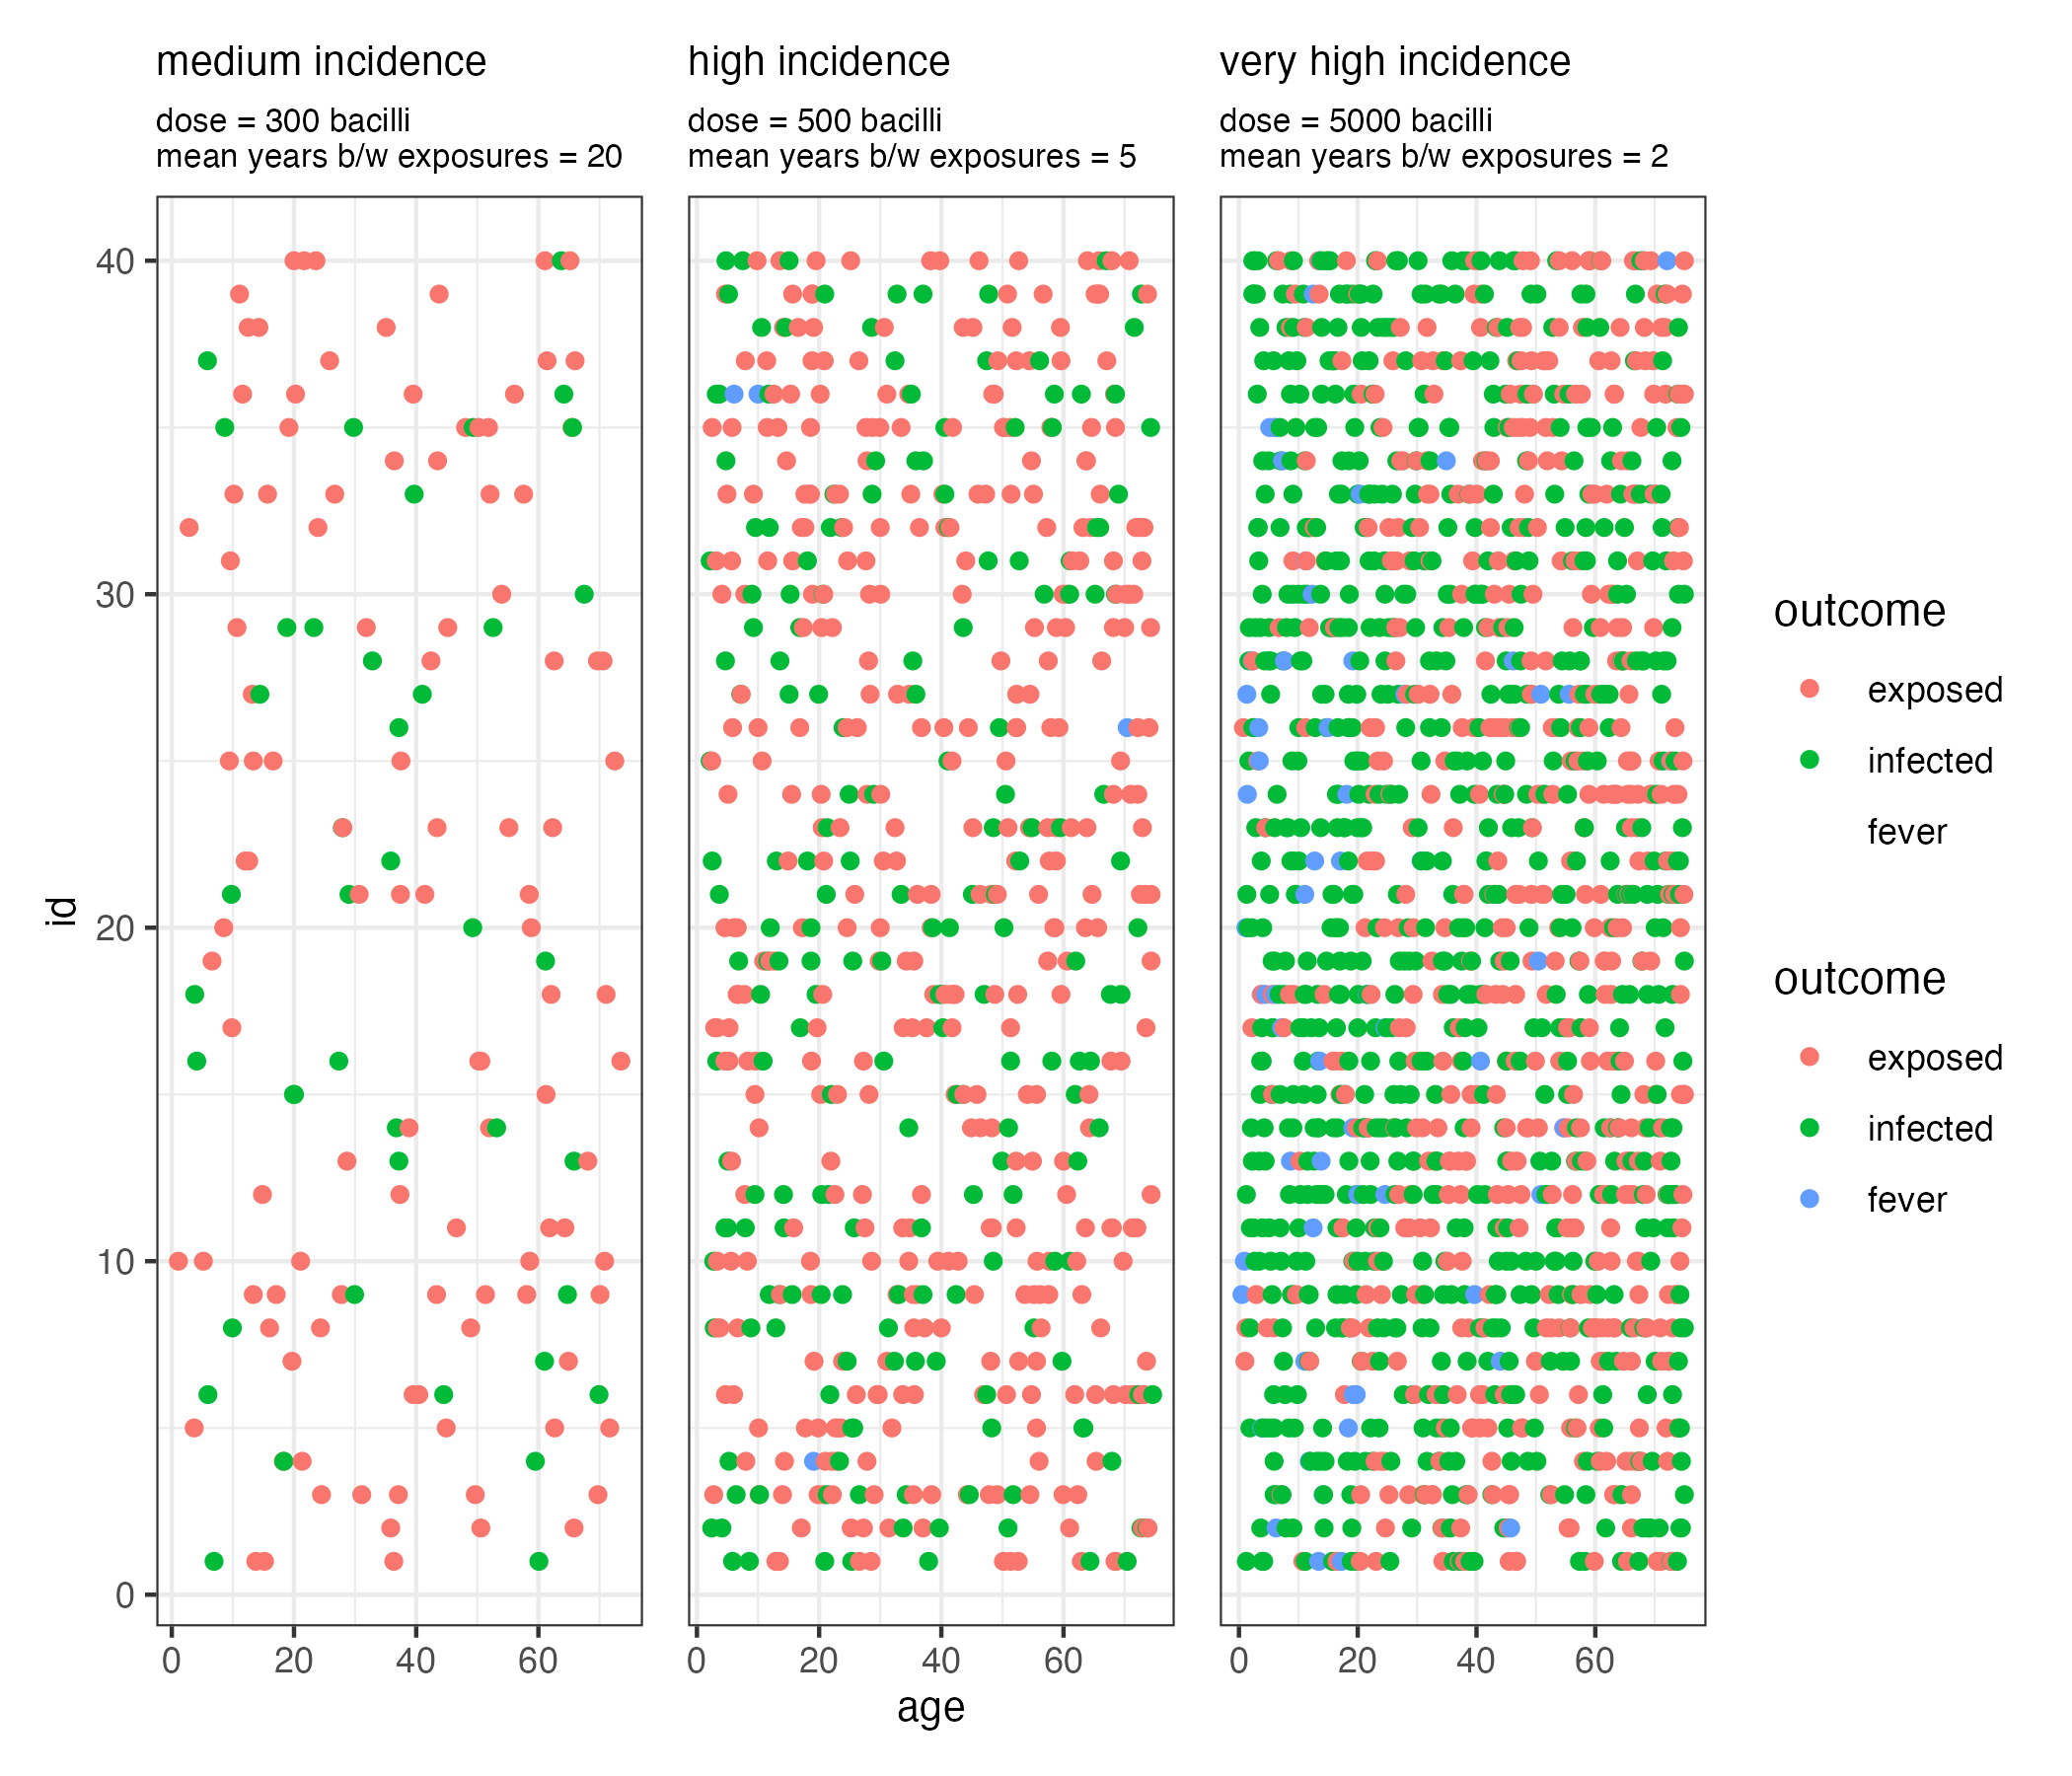 medium incidence
dose = 300 bacilli
mean years b/w exposures = 20
high incidence
dose = 500 bacilli
mean years b/w exposures = 5
very high incidence
dose = 5000 bacilli
mean years b/w exposures = 2
id
40
30
20
10
0
0 20 40 60
0 20 40 60
0 20 40 60
age
outcome
exposed
infected
fever
outcome
exposed
infected
fever